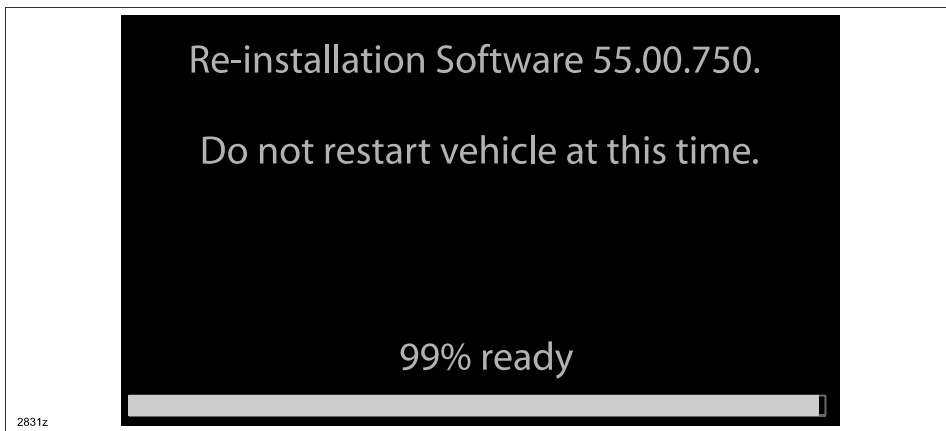 Re-installation Software 55.00.750.
Do not restart vehicle at this time.
99% ready
2831z